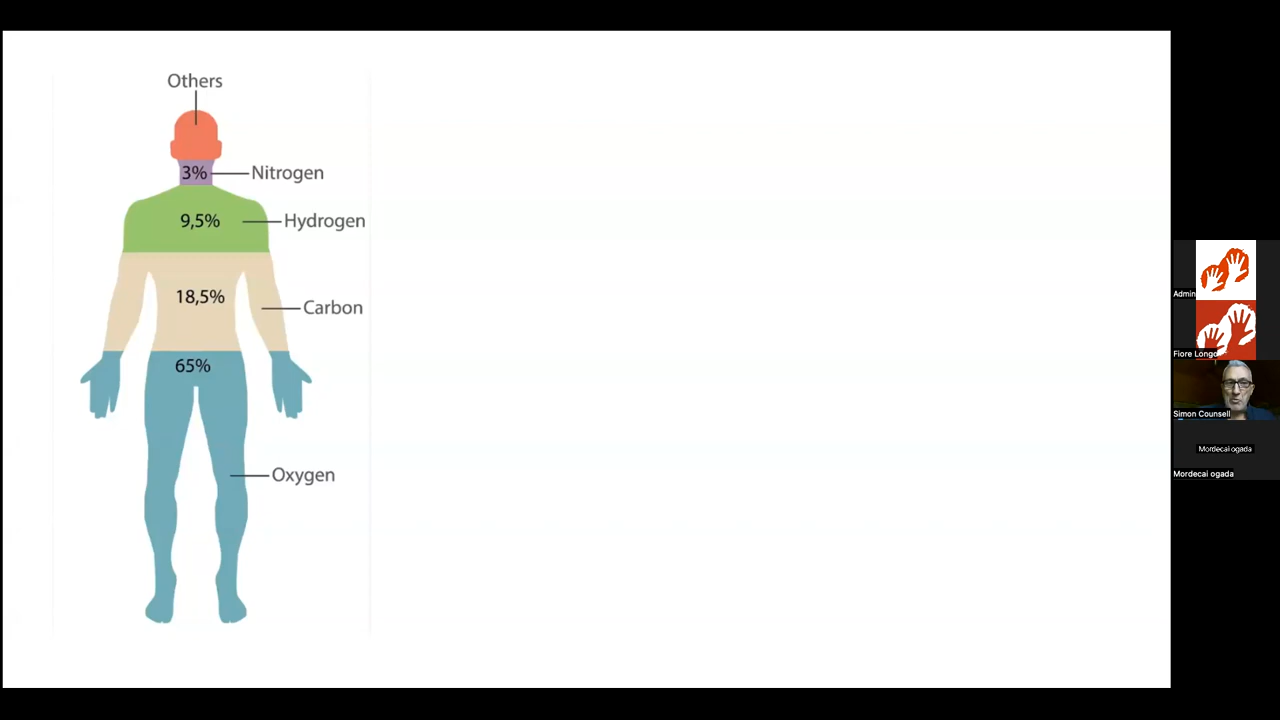 Others
3% Nitrogen
9,5% Hydrogen
18,5% Carbon
65%
Oxygen
Admin
Fiore Longo
Simon Counsell
Mordecai ogada
Mordecai ogada